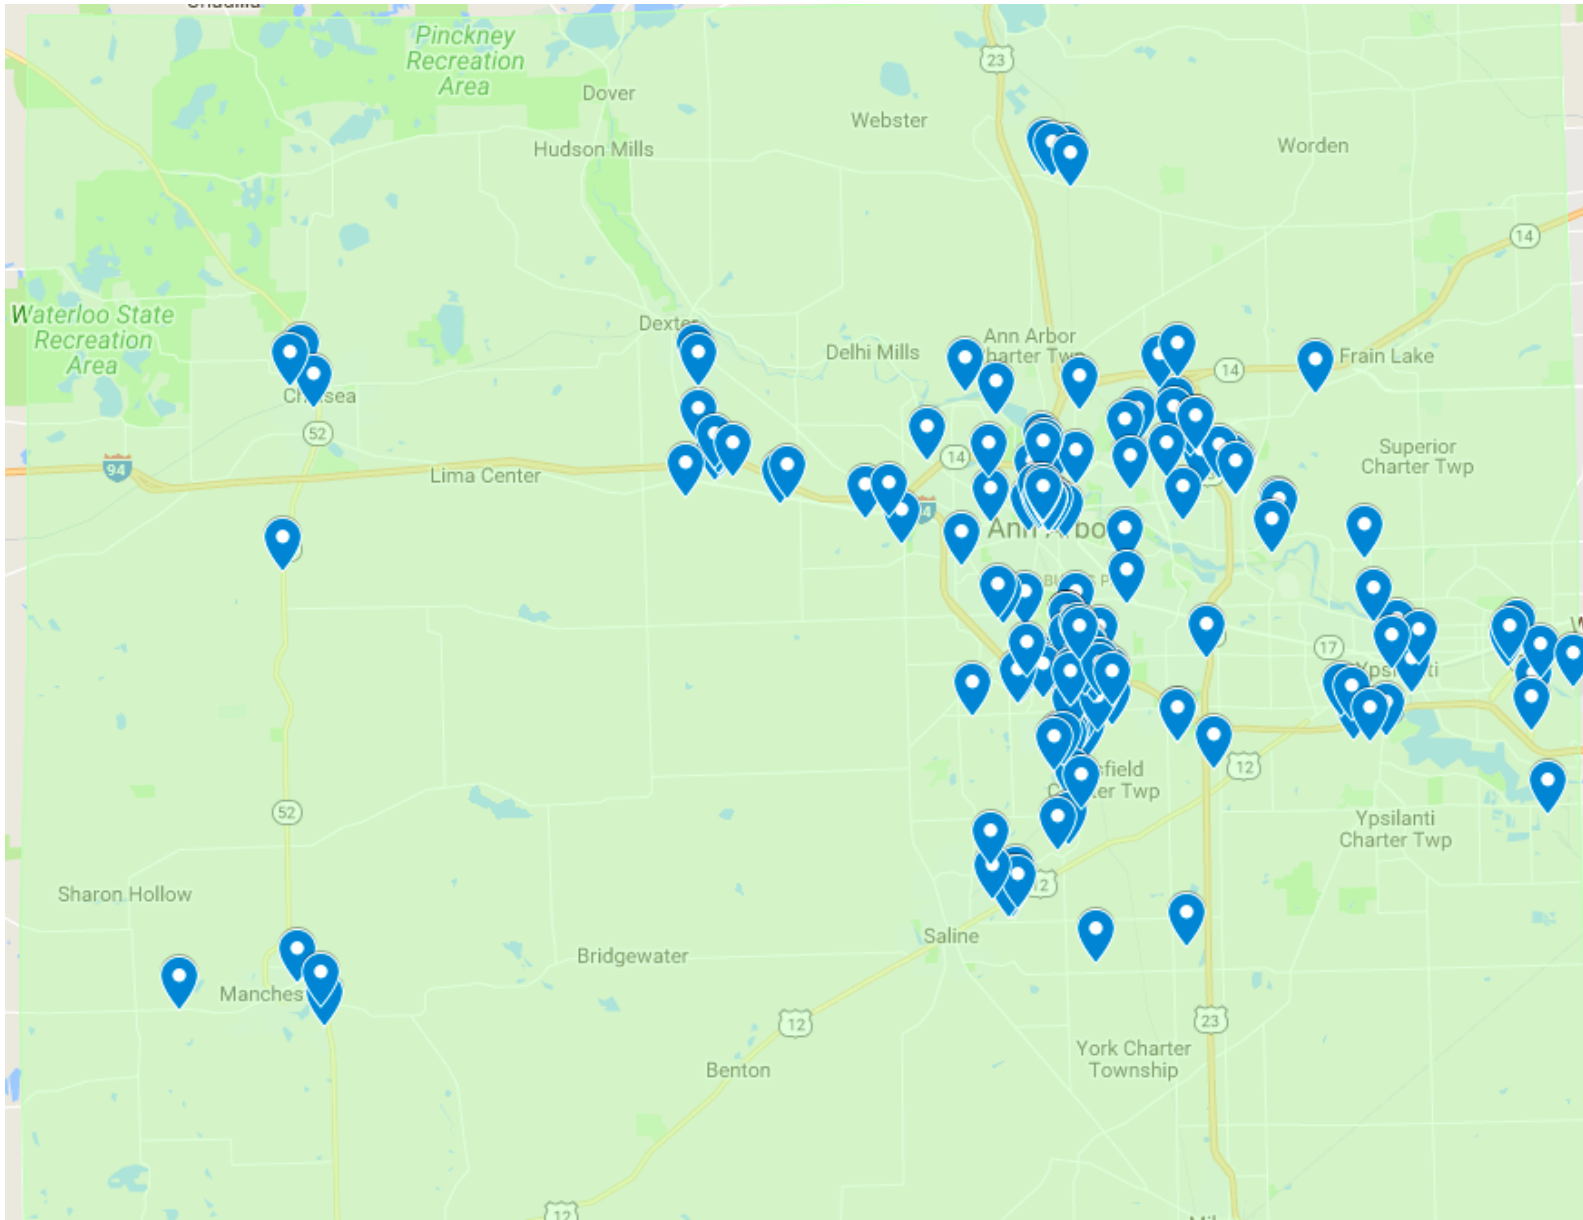 Pinckney
Recreation
Area
23
Dover
Webster
Hudson Mills
Worden
14
Waterloo State
Recreation
Area
Dexter
Ann Arbor
Delhi Mills
Frain Lake
14
52
14
94
Lima Center
Superior
Charter Twp
Ann
17
12
52
Ypsilanti
Charter Twp
12
Sharon Hollow
Saline
Bridgewater
12
23
York Charter
Township
Benton
12